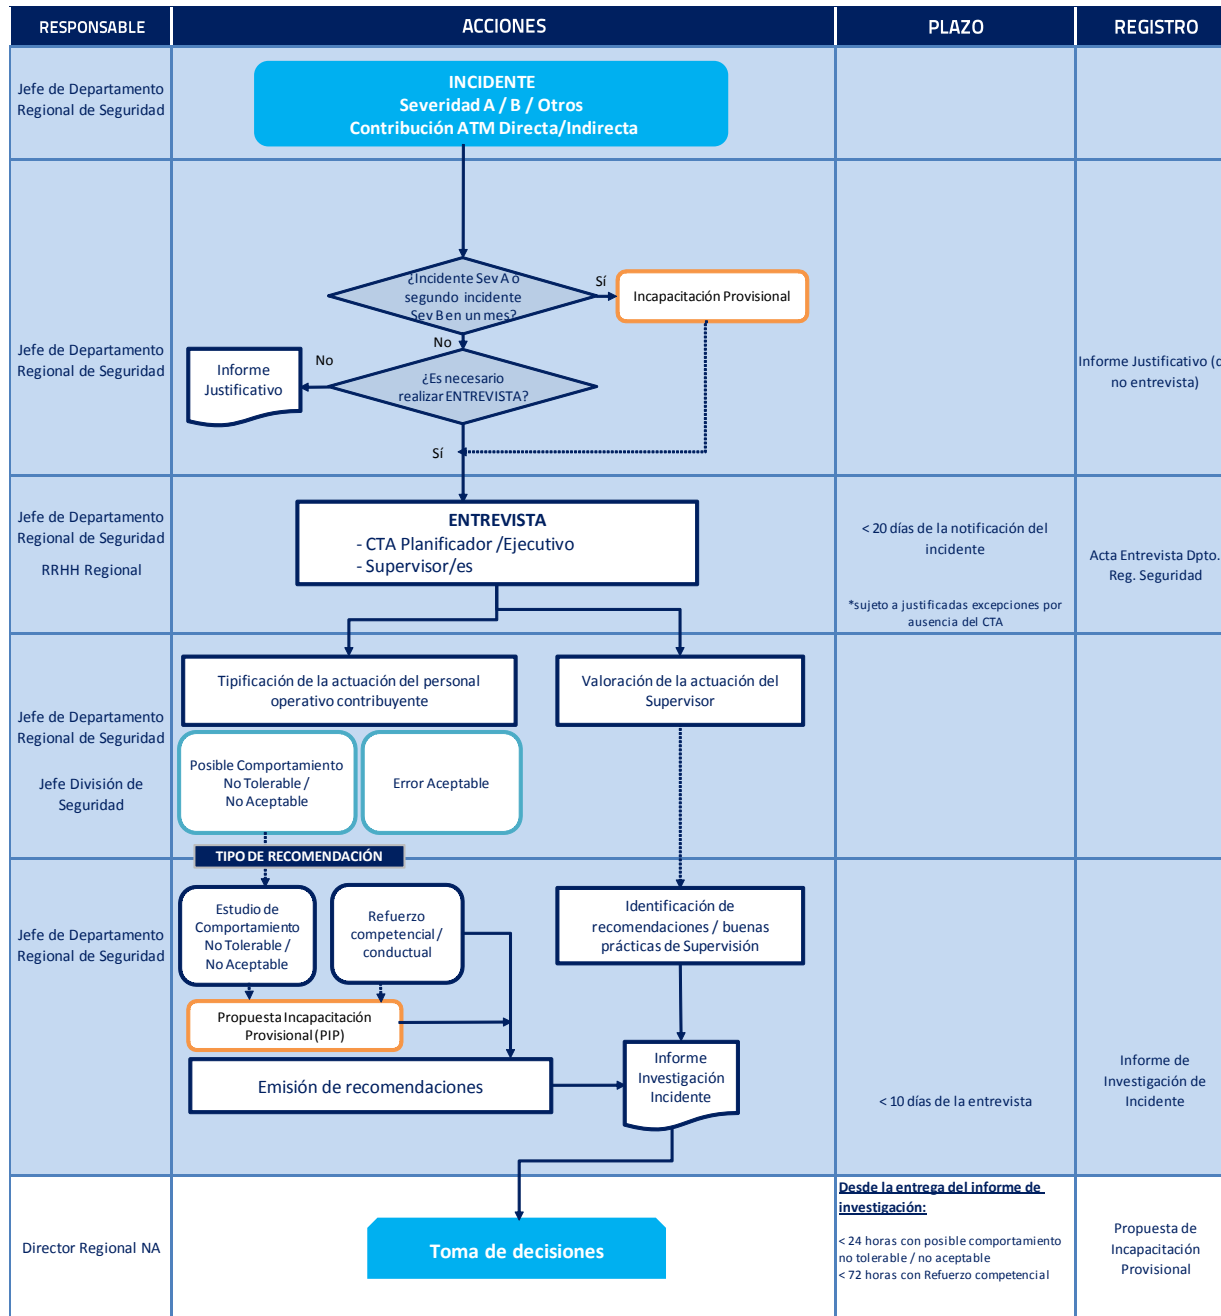 RESPONSABLE
ACCIONES
PLAZO
REGISTRO
Jefe de Departamento
Regional de Seguridad
INCIDENTE
Severidad A / B / Otros
Contribución ATM Directa/Indirecta
Jefe de Departamento
Regional de Seguridad
¿Incidente Sev A o
segundo incidente
Sev B en un mes?
Sí
Incapacitación Provisional
No
¿Es necesario
realizar ENTREVISTA?
No
Informe
Justificativo
Sí
Informe Justificativo (d
no entrevista)
Jefe de Departamento
Regional de Seguridad
RRHH Regional
ENTREVISTA
- CTA Planificador /Ejecutivo
- Supervisor/es
< 20 días de la notificación del
incidente
*sujeto a justificadas excepciones por
ausencia del CTA
Acta Entrevista Dpto.
Reg. Seguridad
Jefe de Departamento
Regional de Seguridad
Jefe División de
Seguridad
Tipificación de la actuación del personal
operativo contribuyente
Valoración de la actuación del
Supervisor
Posible Comportamiento
No Tolerable /
No Aceptable
Error Aceptable
TIPO DE RECOMENDACIÓN
Jefe de Departamento
Regional de Seguridad
Estudio de
Comportamiento
No Tolerable /
No Aceptable
Refuerzo
competencial /
conductual
Identificación de
recomendaciones / buenas
prácticas de Supervisión
Propuesta Incapacitación
Provisional (PIP)
Emisión de recomendaciones
Informe
Investigación
Incidente
< 10 días de la entrevista
Informe de
Investigación de
Incidente
Director Regional NA
Toma de decisiones
Desde la entrega del informe de
investigación:
< 24 horas con posible comportamiento
no tolerable / no aceptable
< 72 horas con Refuerzo competencial
Propuesta de
Incapacitación
Provisional